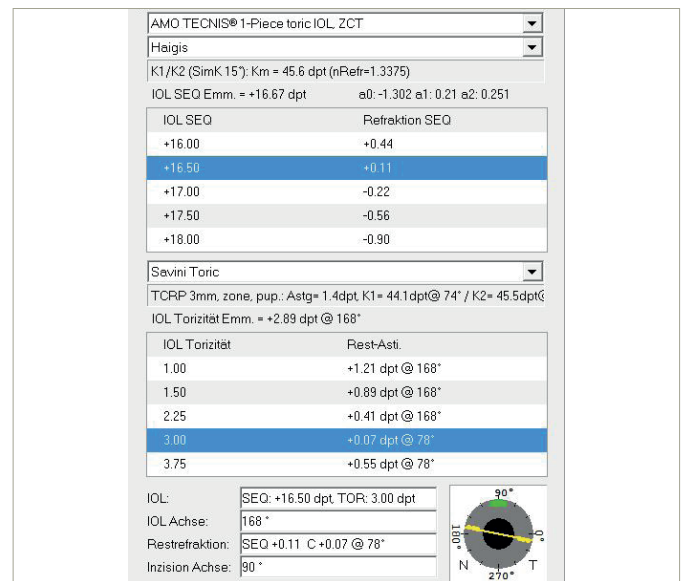 AMO TECNIS® 1-Piece toric IOL, ZCT
Haigis
K1/K2 (SimK 15°): Km = 45.6 dpt (nRef=1.3375)
IOL SEQ Emm. = +16.67 dpt a0: -1.302 a1: 0.21 a2: 0.251
IOL SEQ Refraktion SEQ
+16.00 +0.44
+16.50 +0.11
+17.00 -0.22
+17.50 -0.56
+18.00 -0.90
Savini Toric
TCRP 3mm, zone, pup.: Astg= 1.4dpt, K1= 44.1dpt@ 74° / K2= 45.5dpt@
IOL Torizität Emm. = +2.89 dpt @ 168°
IOL Torizität Rest-Asti.
1.00 +1.21 dpt @ 168°
1.50 +0.89 dpt @ 168°
2.25 +0.41 dpt @ 168°
3.00 +0.07 dpt @ 78°
3.75 +0.55 dpt @ 78°
IOL: SEQ: +16.50 dpt, TOR: 3.00 dpt
IOL Achse: 168 °
Restrefraktion: SEQ +0.11 C +0.07 @ 78°
Inzision Achse: 90 °
90°
180° 0°
N T
270°